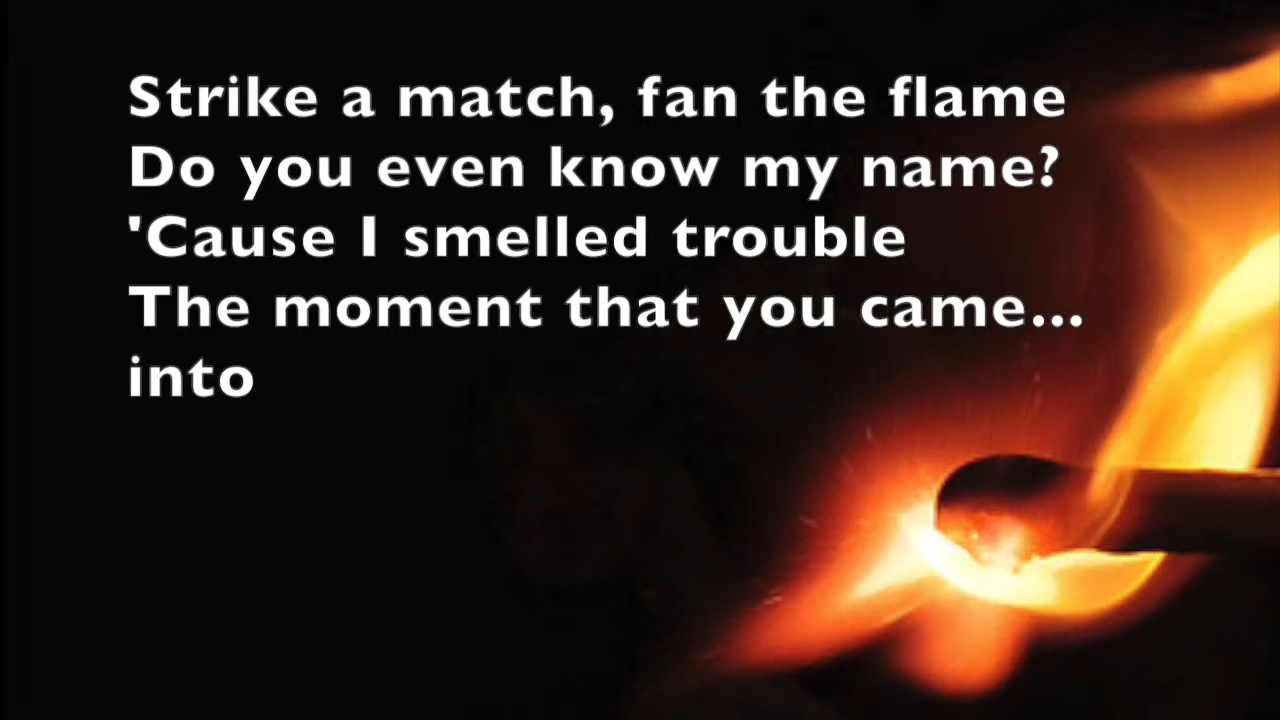 Strike a match, fan the flame
Do you even know my name?
'Cause I smelled trouble
The moment that you came...
into